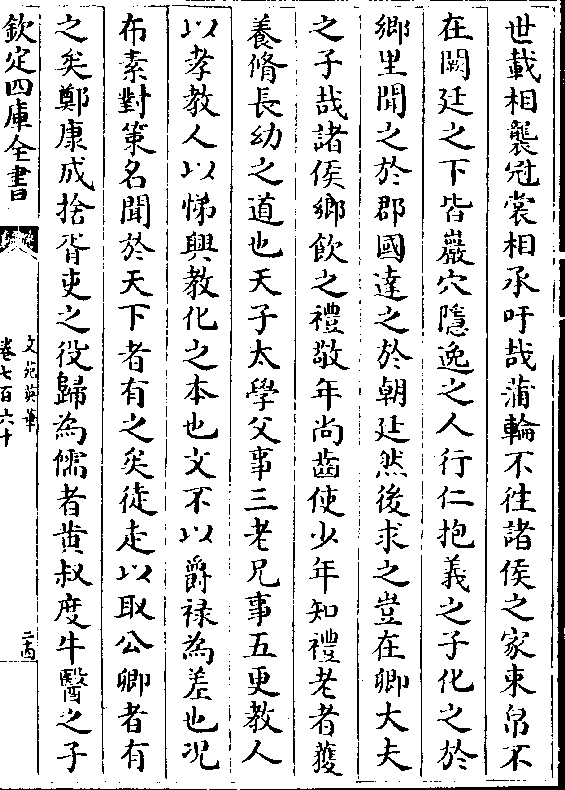 世載相襲冠裳相承吁哉蒲輪不往諸侯之家束帛不
在闕廷之下皆巖穴隱逸之人行仁抱義之子化之於
鄉里聞之於郡國達之於朝廷然後求之豈在卿大夫
之子哉諸侯鄉飲之禮敬年尚齒使少年知禮老者獲
養脩長幼之道也天子太學父事三老兄事五更教人
以孝教人以悌興教化之本也文不以爵禄為差也况
布素對策名聞於天下者有之矣徒走以取公卿者有
之矣鄭康成捨胥吏之役歸為儒者黄叔度牛醫之子
欽定四庫全書
文苑英華
卷七百六十